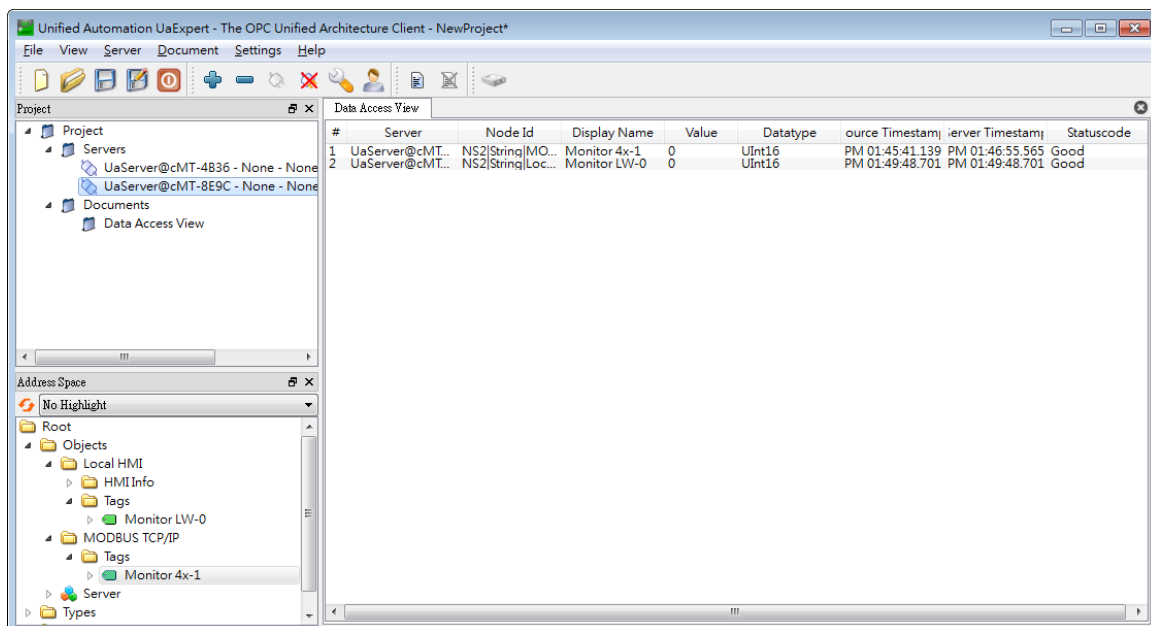 Unified Automation UaExpert - The OPC Unified Architecture Client - NewProject*
File View Server Document Settings Help
Project
Project
Servers
UaServer@cMT-4B36 - None - None
UaServer@cMT-8E9C - None - None
Documents
Data Access View
Address Space
No Highlight
Root
Objects
Local HMI
HMI Info
Tags
Monitor LW-0
MODBUS TCP/IP
Tags
Monitor 4x-1
Server
Types
Data Access View
# Server Node Id Display Name Value Datatype ource Timestamp Server Timestamp Statuscode
1 UaServer@cMT... NS2|String|MO... Monitor 4x-1 0 UInt16 PM 01:45:41.139 PM 01:46:55.565 Good
2 UaServer@cMT... NS2|String|Loc... Monitor LW-0 0 UInt16 PM 01:49:48.701 PM 01:49:48.701 Good